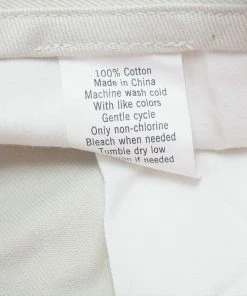 100% Cotton
Made in China
Machine wash cold
With like colors
Gentle cycle
Only non-chlorine
Bleach when needed
Tumble dry low
Iron if needed